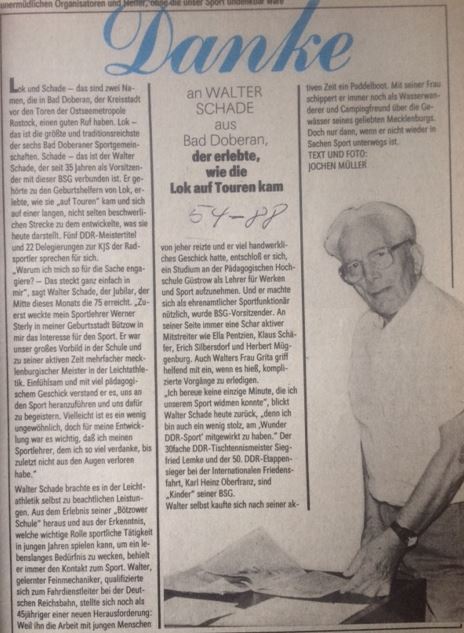 unermüdlichen Organisatoren und Helfer, ohne die unser Sport undenkbar wäre
Danke
an WALTER
SCHADE
aus
Bad Doberan,
der erlebte,
wie die
Lok auf Touren kam
54-88
Lok und Schade – das sind zwei Na-
men, die in Bad Doberan, der Kreisstadt
vor den Toren der Ostseemetropole
Rostock, einen guten Ruf haben. Lok –
das ist die größte und traditionsreichste
der sechs Bad Doberaner Sportgemein-
schaften. Schade – das ist der Walter
Schade, der seit 35 Jahren als Vorsitzen-
der mit dieser BSG verbunden ist. Er ge-
hörte zu den Geburtshelfern von Lok, er-
lebte, wie sie „auf Touren" kam und sich
auf einer langen, nicht selten beschwerli-
chen Strecke zu dem entwickelte, was sie
heute darstellt. Fünf DDR-Meistertitel
und 22 Delegierungen zur KJS der Rad-
sportler sprechen für sich.
„Warum ich mich so für die Sache enga-
giere? – Das steckt ganz einfach in
mir", sagt Walter Schade, der Jubilar, der
Mitte dieses Monats die 75 erreicht. „Zu-
erst weckte mein Sportlehrer Werner
Sterly in meiner Geburtsstadt Bützow in
mir das Interesse für den Sport. Er war
unser großes Vorbild in der Schule und
zu seiner aktiven Zeit mehrfacher meck-
lenburgischer Meister in der Leichtathle-
tik. Einfühlsam und mit viel pädagogi-
schem Geschick verstand er es, uns an
den Sport heranzuführen und uns dafür
zu begeistern. Vielleicht ist es ein wenig
ungewöhnlich, doch für meine Entwick-
lung war es wichtig, daß ich meinen
Sportlehrer, dem ich so viel verdanke, bis
zuletzt nicht aus den Augen verloren
habe."
Walter Schade brachte es in der Leicht-
athletik selbst zu beachtlichen Leistun-
gen. Aus dem Erlebnis seiner „Bützower
Schule" heraus und aus der Erkenntnis,
welche wichtige Rolle sportliche Tätigkeit
in jungen Jahren spielen kann, um ein le-
benslanges Bedürfnis zu wecken, behielt
er immer den Kontakt zum Sport. Walter,
gelernter Feinmechaniker, qualifizierte
sich zum Fahrdienstleiter bei der Deut-
schen Reichsbahn, stellte sich noch als
45jähriger einer neuen Herausforderung:
Weil ihn die Arbeit mit jungen Menschen
von jeher reizte und er viel handwerkli-
ches Geschick hatte, entschloß er sich,
ein Studium an der Pädagogischen Hoch-
schule Güstrow als Lehrer für Werken
und Sport aufzunehmen. Und er machte
sich als ehrenamtlicher Sportfunktionär
nützlich, wurde BSG-Vorsitzender. An
seiner Seite immer eine Schar aktiver
Mitstreiter wie Ella Pentzien, Klaus Schä-
fer, Erich Silbersdorf und Herbert Müg-
genburg. Auch Walters Frau Grita griff
helfend mit ein, wenn es hieß, kompli-
zierte Vorgänge zu erledigen.
„Ich bereue keine einzige Minute, die ich
unserem Sport widmen konnte", blickt
Walter Schade heute zurück, „denn ich
bin auch ein wenig stolz, am ‚Wunder
DDR-Sport' mitgewirkt zu haben." Der
30fache DDR-Tischtennismeister Sieg-
fried Lemke und der 50. DDR-Etappen-
sieger bei der Internationalen Friedens-
fahrt, Karl Heinz Oberfranz, sind
„Kinder" seiner BSG.
Walter selbst kaufte sich nach seiner ak-
tiven Zeit ein Paddelboot. Mit seiner Frau
schippert er immer noch als Wasserwan-
derer und Campingfreund über die Ge-
wässer seines geliebten Mecklenburgs.
Doch nur dann, wenn er nicht wieder in
Sachen Sport unterwegs ist.
TEXT UND FOTO:
JOCHEN MÜLLER